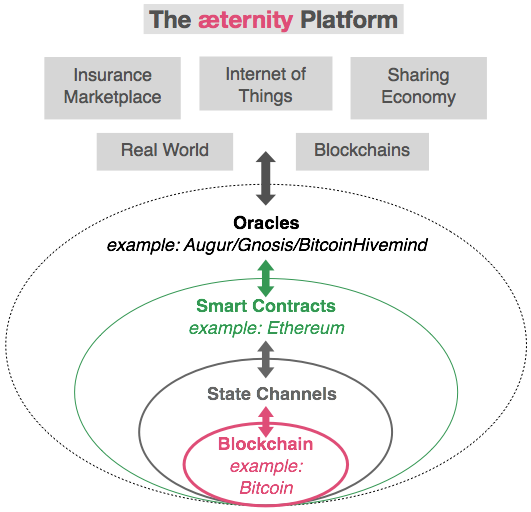 The æternity Platform
Insurance
Marketplace
Internet of
Things
Sharing
Economy
Real World
Blockchains
Oracles
example: Augur/Gnosis/BitcoinHivemind
Smart Contracts
example: Ethereum
State Channels
Blockchain
example:
Bitcoin